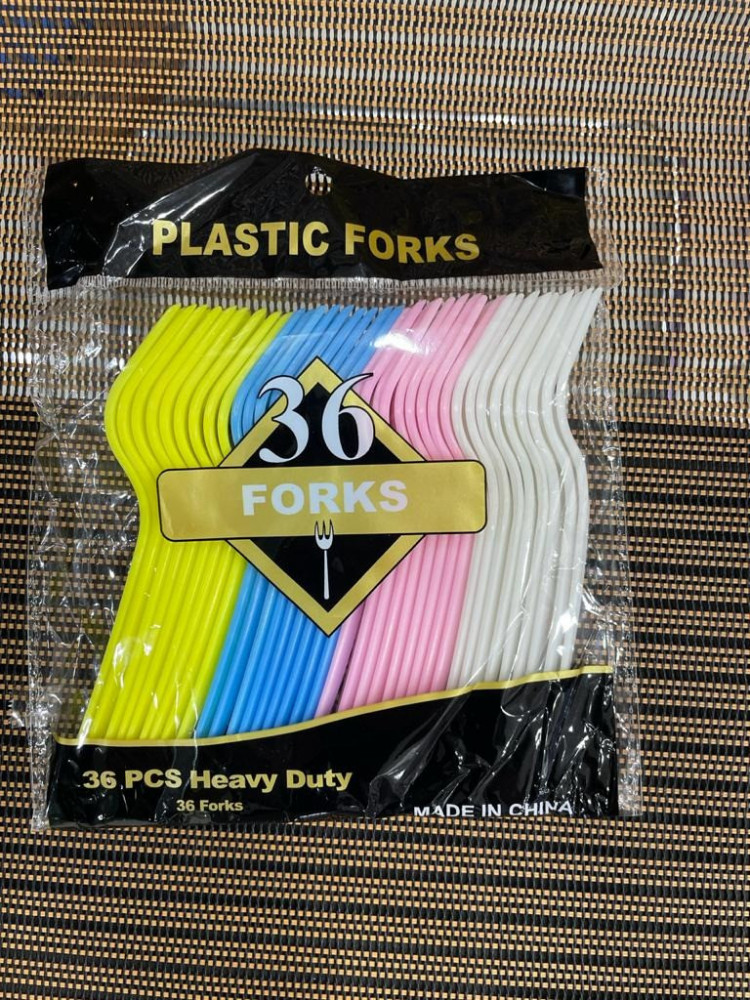 PLASTIC FORKS
36
FORKS
36 PCS Heavy Duty
36 Forks
MADE IN CHINA